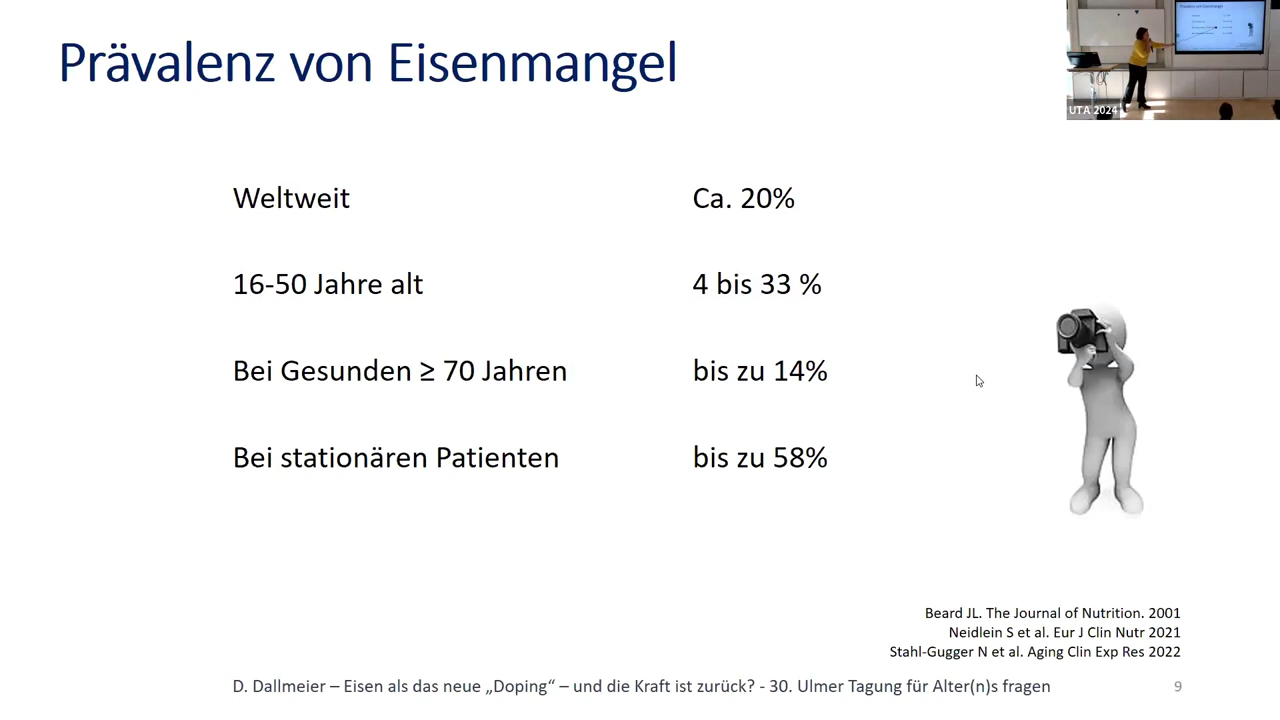 Prävalenz von Eisenmangel
UTA 2024
Weltweit Ca. 20%
16-50 Jahre alt 4 bis 33 %
Bei Gesunden ≥ 70 Jahren bis zu 14%
Bei stationären Patienten bis zu 58%
Beard JL. The Journal of Nutrition. 2001
Neidlein S et al. Eur J Clin Nutr 2021
Stahl-Gugger N et al. Aging Clin Exp Res 2022
D. Dallmeier – Eisen als das neue „Doping“ – und die Kraft ist zurück? - 30. Ulmer Tagung für Alter(n)s fragen 9